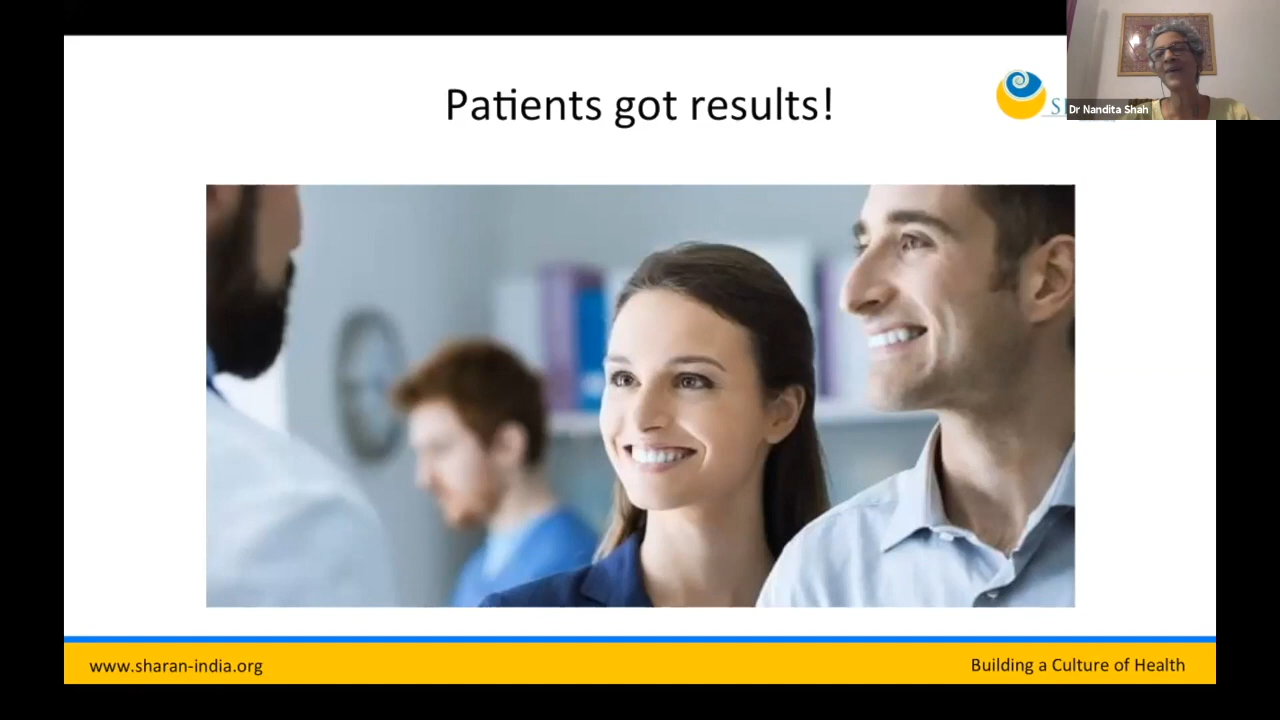 Patients got results!
Dr Nandita Shah
www.sharan-india.org
Building a Culture of Health